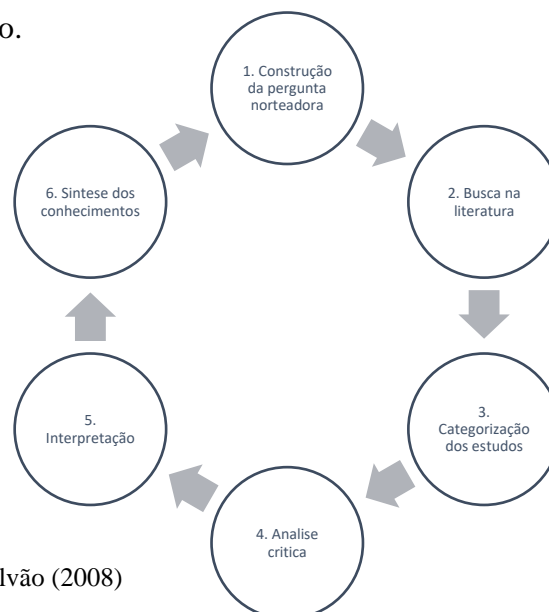 o.
1. Construção
da pergunta
norteadora
2. Busca na
literatura
3.
Categorização
dos estudos
4. Analise
critica
5.
Interpretação
6. Sintese dos
conhecimentos
lvão (2008)